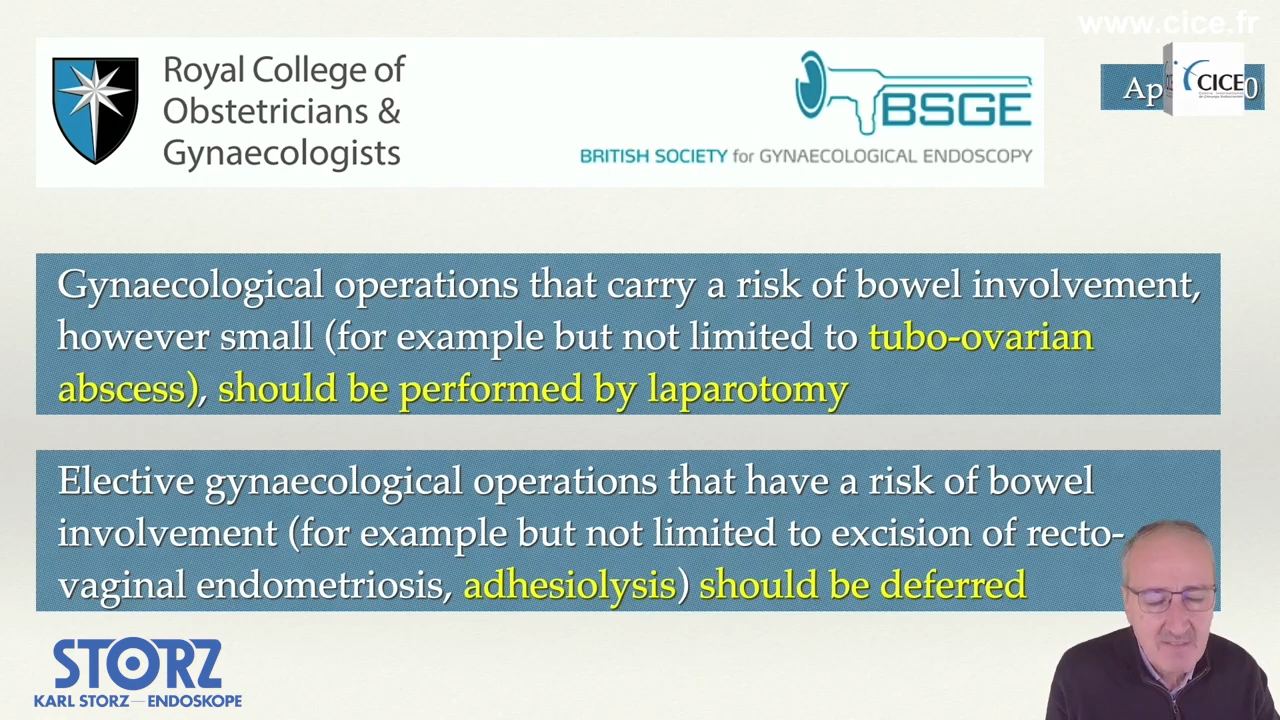 www.cice.fr
Royal College of
Obstetricians &
Gynaecologists
BSGE
BRITISH SOCIETY for GYNAECOLOGICAL ENDOSCOPY
Ap 0
CICE
Gynaecological operations that carry a risk of bowel involvement,
however small (for example but not limited to tubo-ovarian
abscess), should be performed by laparotomy
Elective gynaecological operations that have a risk of bowel
involvement (for example but not limited to excision of recto-
vaginal endometriosis, adhesiolysis) should be deferred
STORZ
KARL STORZ—ENDOSKOPE